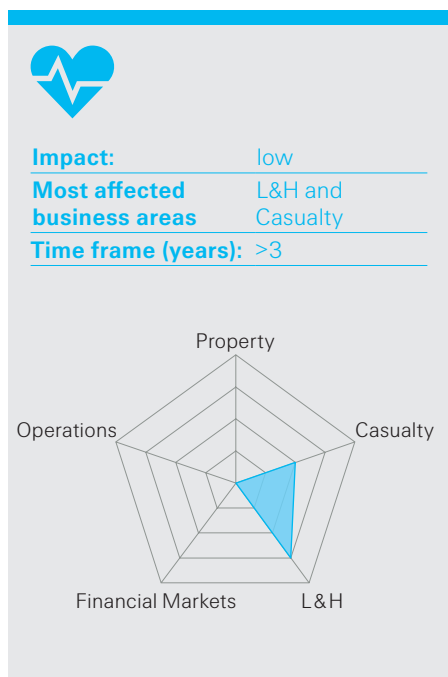 Impact: low
Most affected L&H and
business areas Casualty
Time frame (years): >3
Property
Operations Casualty
Financial Markets L&H